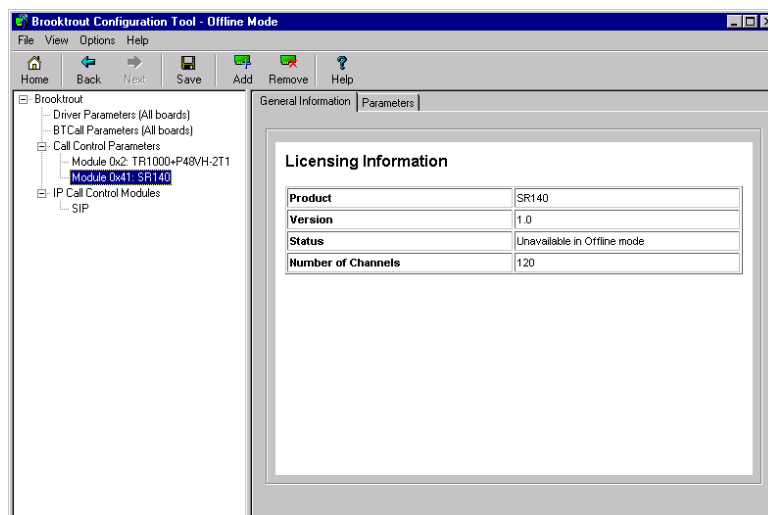 Brooktrout Configuration Tool - Offline Mode
File View Options Help
Home Back Next Save Add Remove Help
Brooktrout
Driver Parameters (All boards)
BTCall Parameters (All boards)
Call Control Parameters
Module 0x2: TR1000+P48VH-2T1
Module 0x41: SR140
IP Call Control Modules
SIP
General Information Parameters
Licensing Information
Product SR140
Version 1.0
Status Unavailable in Offline mode
Number of Channels 120